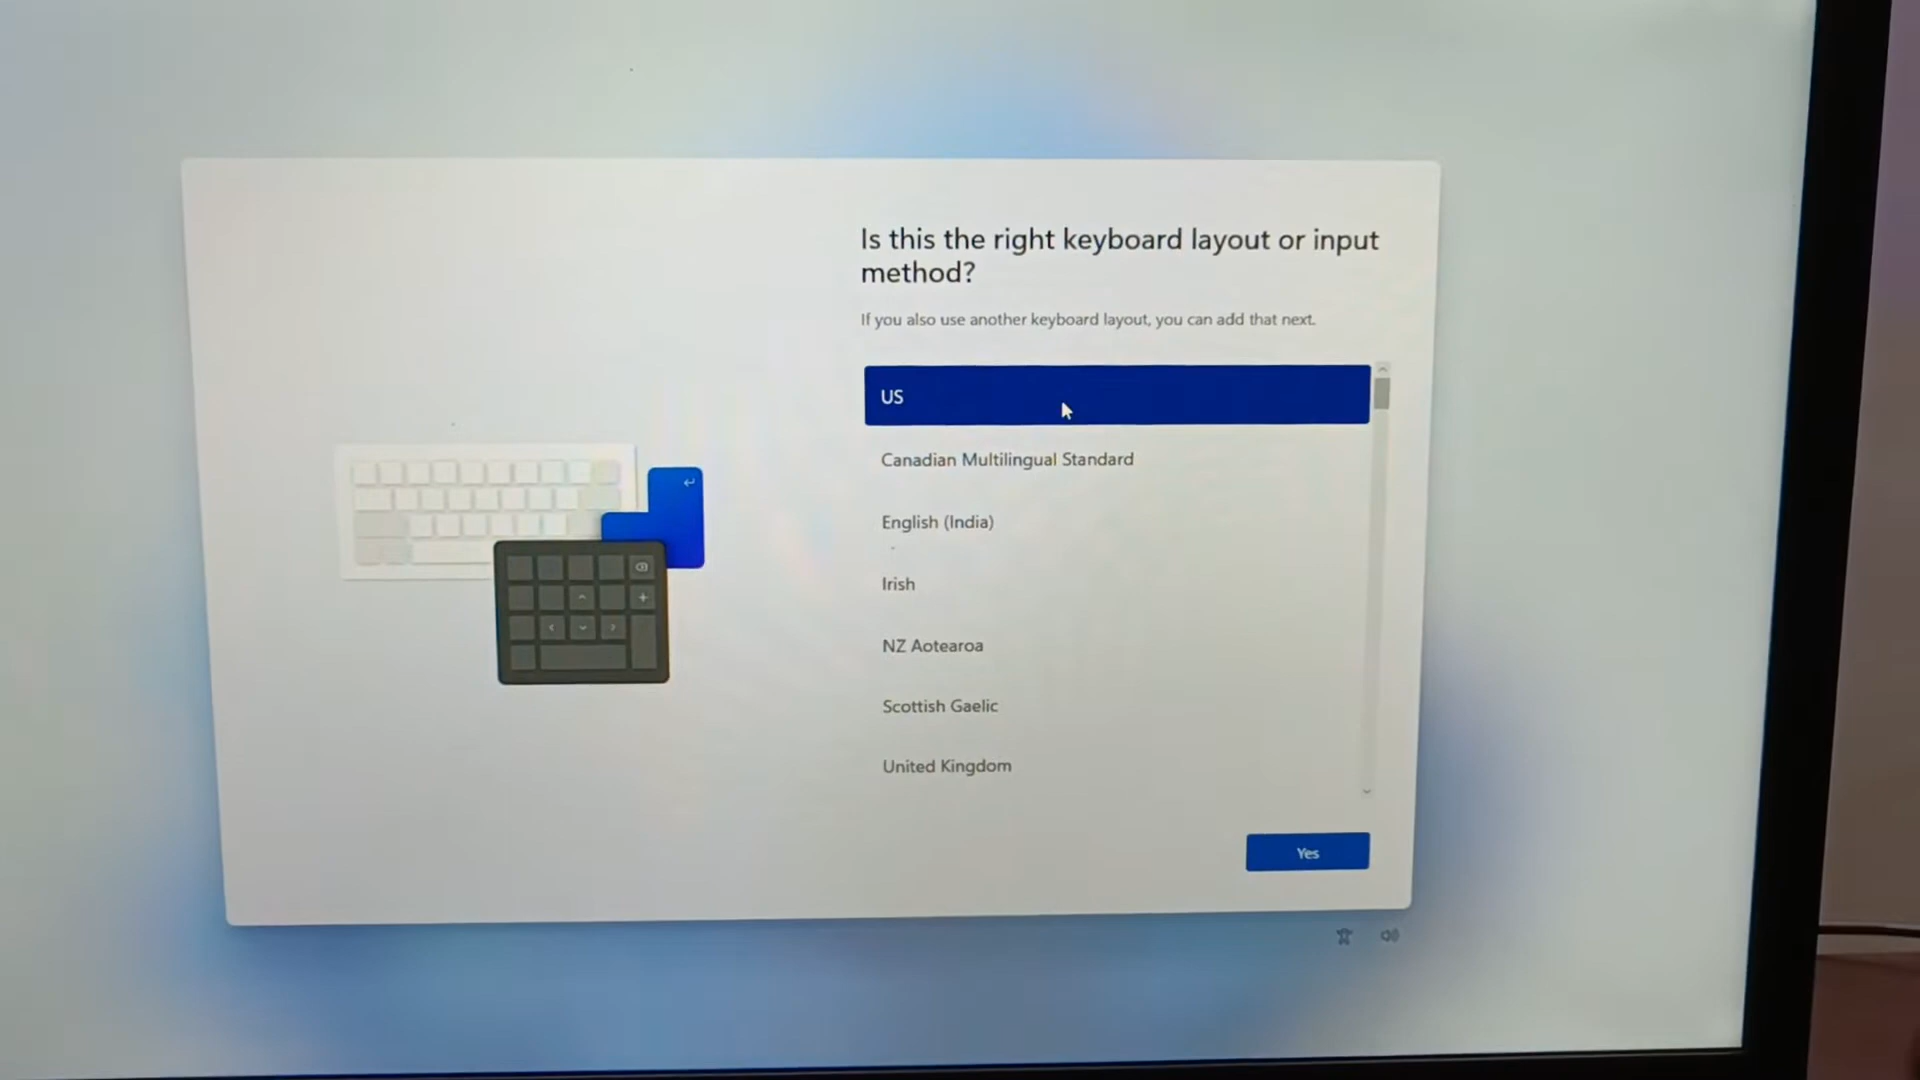 Is this the right keyboard layout or input
method?
If you also use another keyboard layout, you can add that next.
US
Canadian Multilingual Standard
English (India)
Irish
NZ Aotearoa
Scottish Gaelic
United Kingdom
Yes